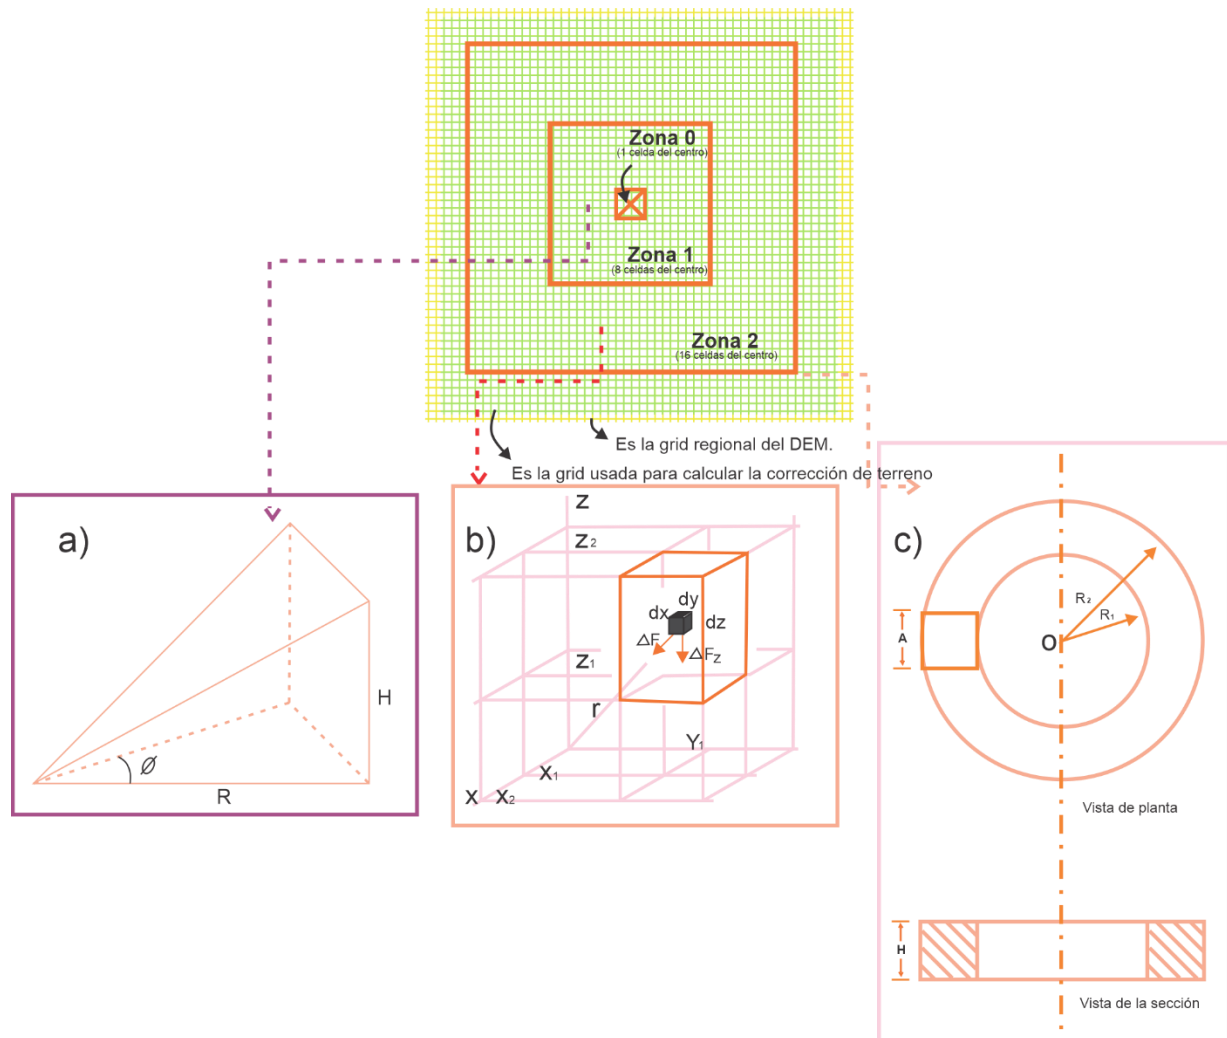 Zona 0
(1 celda del centro)
Zona 1
(8 celdas del centro)
Zona 2
(16 celdas del centro)
Es la grid regional del DEM.
Es la grid usada para calcular la corrección de terreno
a)
H
Ø
R
b)
z
z₂
dy
dx
dz
△F
△Fz
z₁
r
Y₁
x₁
x x₂
c)
R₂
R₁
A
O
Vista de planta
H
Vista de la sección